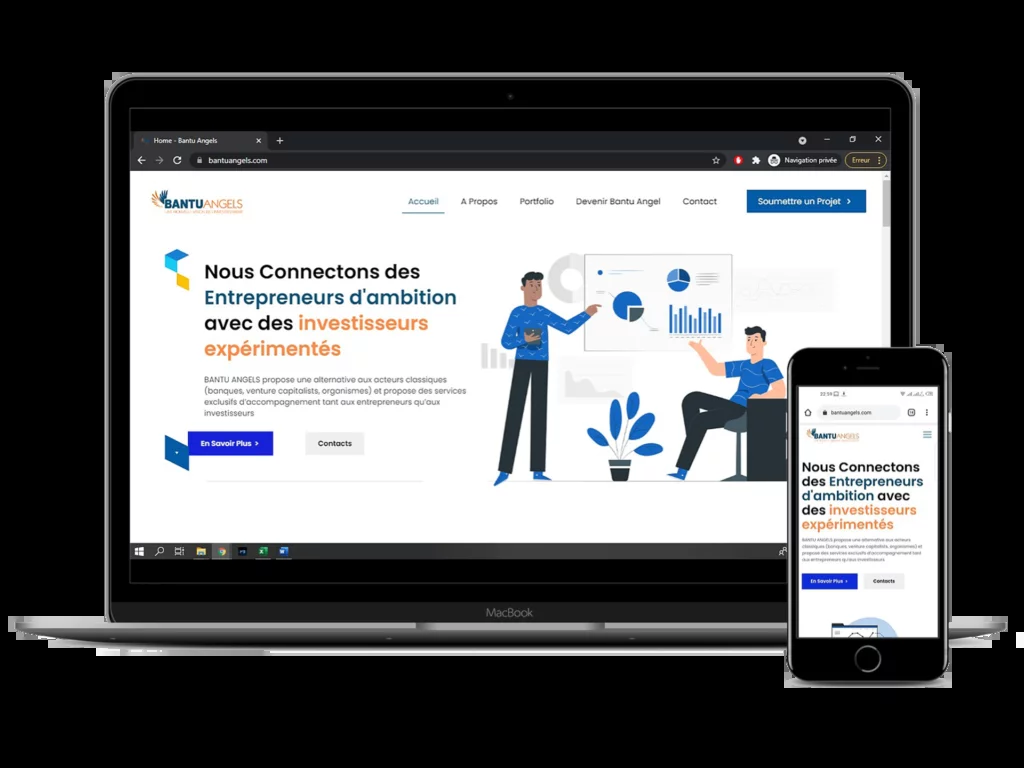 Home - Bantu Angels
bantuangels.com
Navigation privée
Erreur
BANTUANGELS
Accueil
A Propos
Portfolio
Devenir Bantu Angel
Contact
Soumettre un Projet
Nous Connectons des
Entrepreneurs d'ambition
avec des investisseurs
expérimentés
BANTU ANGELS propose une alternative aux acteurs classiques
(banques, venture capitalists, organismes) et propose des services
exclusifs d'accompagnement tant aux entrepreneurs qu'aux
investisseurs
En Savoir Plus >
Contacts
MacBook
bantuangels.com
BANTUANGELS
Nous Connectons
des Entrepreneurs
d'ambition avec
des investisseurs
expérimentés
BANTU ANGELS propose une alternative aux acteurs
classiques (banques, venture capitalists, organismes) et
propose des services exclusifs d'accompagnement tant
aux entrepreneurs qu'aux investisseurs
En Savoir Plus >
Contacts